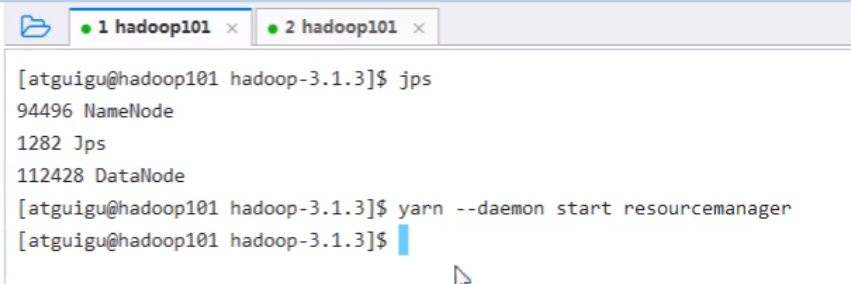 1 hadoop101 × 2 hadoop101 ×
[atguigu@hadoop101 hadoop-3.1.3]$ jps
94496 NameNode
1282 Jps
112428 DataNode
[atguigu@hadoop101 hadoop-3.1.3]$ yarn --daemon start resourcemanager
[atguigu@hadoop101 hadoop-3.1.3]$